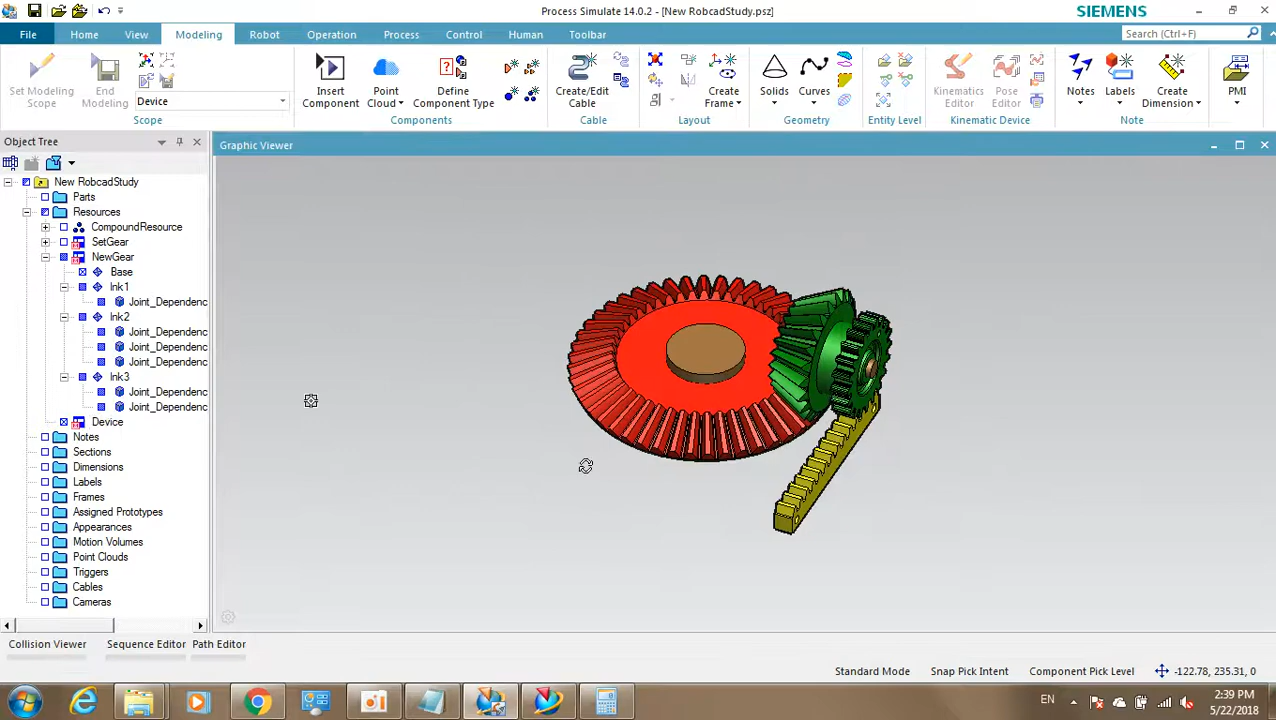 Process Simulate 14.0.2 - [New RobcadStudy.psz]
SIEMENS
File Home View Modeling Robot Operation Process Control Human Toolbar
Search (Ctrl+F)
Set Modeling Scope
End Modeling
Device
Scope
Insert Component
Point Cloud
Define Component Type
Components
Create/Edit Cable
Cable
Create Frame
Layout
Solids
Curves
Geometry
Entity Level
Kinematics Editor
Pose Editor
Kinematic Device
Notes
Labels
Create Dimension
Note
PMI
Object Tree
Graphic Viewer
New RobcadStudy
Parts
Resources
CompoundResource
SetGear
NewGear
Base
lnk1
Joint_Dependenc
lnk2
Joint_Dependenc
Joint_Dependenc
Joint_Dependenc
lnk3
Joint_Dependenc
Joint_Dependenc
Device
Notes
Sections
Dimensions
Labels
Frames
Assigned Prototypes
Appearances
Motion Volumes
Point Clouds
Triggers
Cables
Cameras
Collision Viewer Sequence Editor Path Editor
Standard Mode Snap Pick Intent Component Pick Level -122.78, 235.31, 0
EN
2:39 PM
5/22/2018